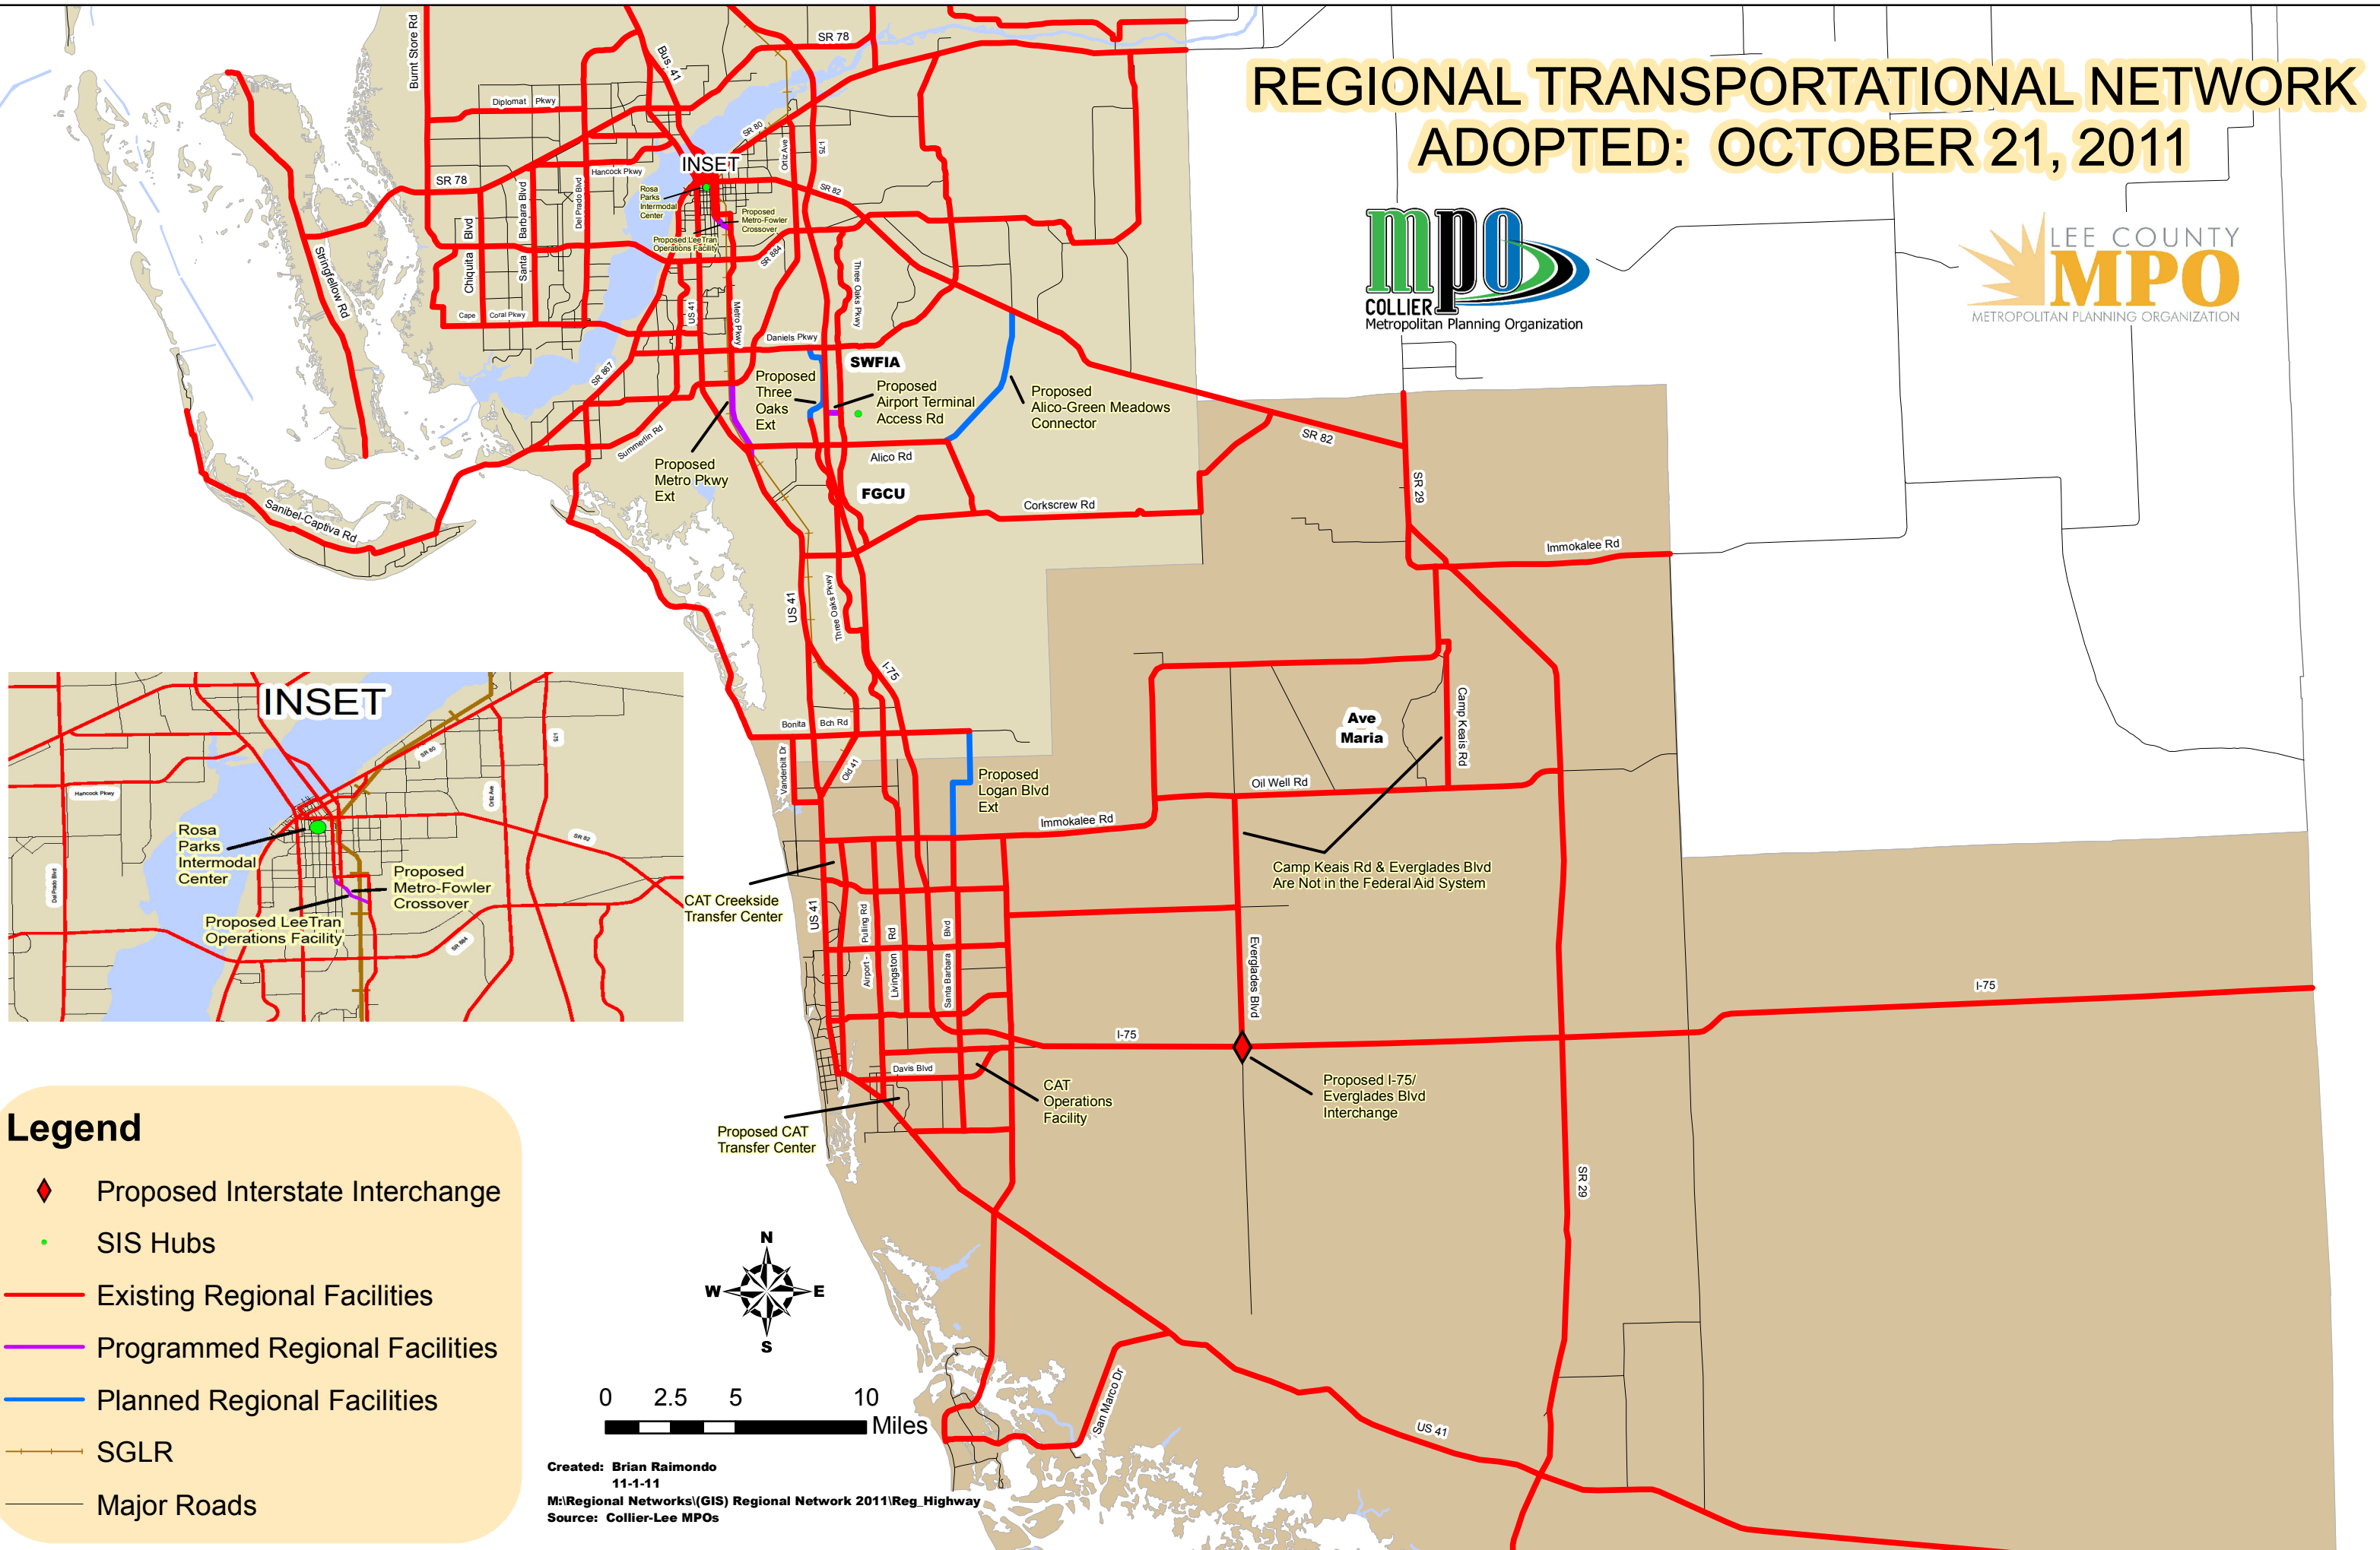 REGIONAL TRANSPORTATIONAL NETWORK
ADOPTED: OCTOBER 21, 2011
mpo
COLLIER
Metropolitan Planning Organization
LEE COUNTY
MPO
METROPOLITAN PLANNING ORGANIZATION
Burnt Store Rd
Bus. 41
SR 78
Diplomat Pkwy
SR 80
Ortiz Ave
I-75
INSET
Hancock Pkwy
SR 78
Rosa
Parks
Intermodal
Center
SR 82
Chiquita Blvd
Santa Barbara Blvd
Del Prado Blvd
Proposed
Metro-Fowler
Crossover
Proposed LeeTran
Operations Facility
SR 884
Stringfellow Rd
Three Oaks Pkwy
Cape Coral Pkwy
US 41
Metro Pkwy
Daniels Pkwy
SWFIA
SR 867
Proposed
Three
Oaks
Ext
Proposed
Airport Terminal
Access Rd
Proposed
Alico-Green Meadows
Connector
Summerlin Rd
Proposed
Metro Pkwy
Ext
Alico Rd
FGCU
SR 82
SR 29
Corkscrew Rd
Sanibel-Captiva Rd
Immokalee Rd
US 41
Three Oaks Pkwy
I-75
Bonita Bch Rd
Ave
Maria
Camp Keais Rd
Vanderbilt Dr
Old 41
Proposed
Logan Blvd
Ext
Oil Well Rd
Immokalee Rd
Camp Keais Rd & Everglades Blvd
Are Not in the Federal Aid System
CAT Creekside
Transfer Center
US 41
Airport - Pulling Rd
Livingston Rd
Santa Barbara Blvd
Everglades Blvd
I-75
I-75
Davis Blvd
CAT
Operations
Facility
Proposed I-75/
Everglades Blvd
Interchange
Proposed CAT
Transfer Center
SR 29
San Marco Dr
US 41
INSET
SR 80
I-75
Hancock Pkwy
Ortiz Ave
Rosa
Parks
Intermodal
Center
SR 82
Del Prado Blvd
Proposed
Metro-Fowler
Crossover
Proposed LeeTran
Operations Facility
SR 884
Legend
Proposed Interstate Interchange
SIS Hubs
Existing Regional Facilities
Programmed Regional Facilities
Planned Regional Facilities
SGLR
Major Roads
N
W E
S
0 2.5 5 10
Miles
Created: Brian Raimondo
11-1-11
M:\Regional Networks\(GIS) Regional Network 2011\Reg_Highway
Source: Collier-Lee MPOs